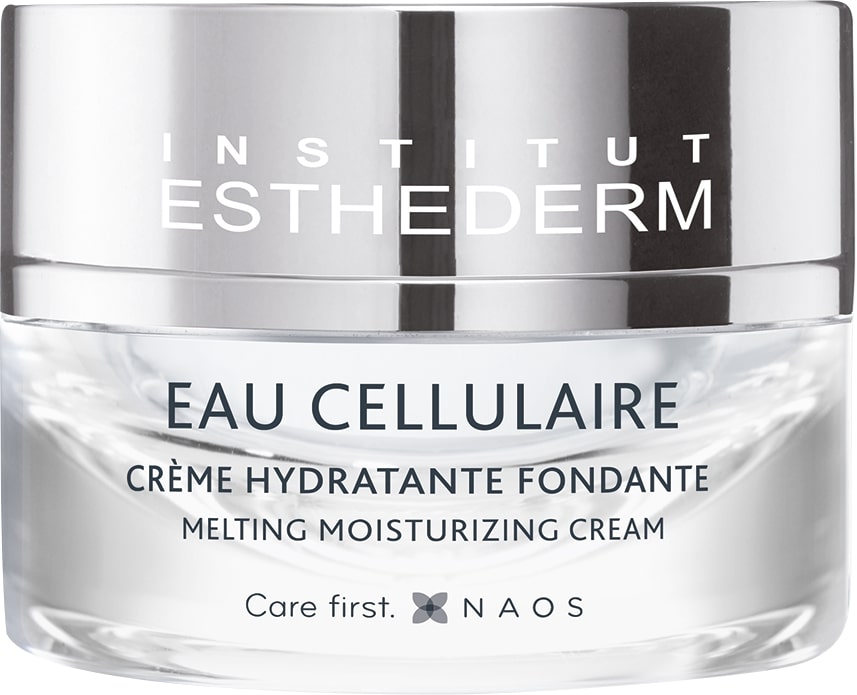 INSTITUT
ESTHEDERM
EAU CELLULAIRE
CRÈME HYDRATANTE FONDANTE
MELTING MOISTURIZING CREAM
Care first. NAOS